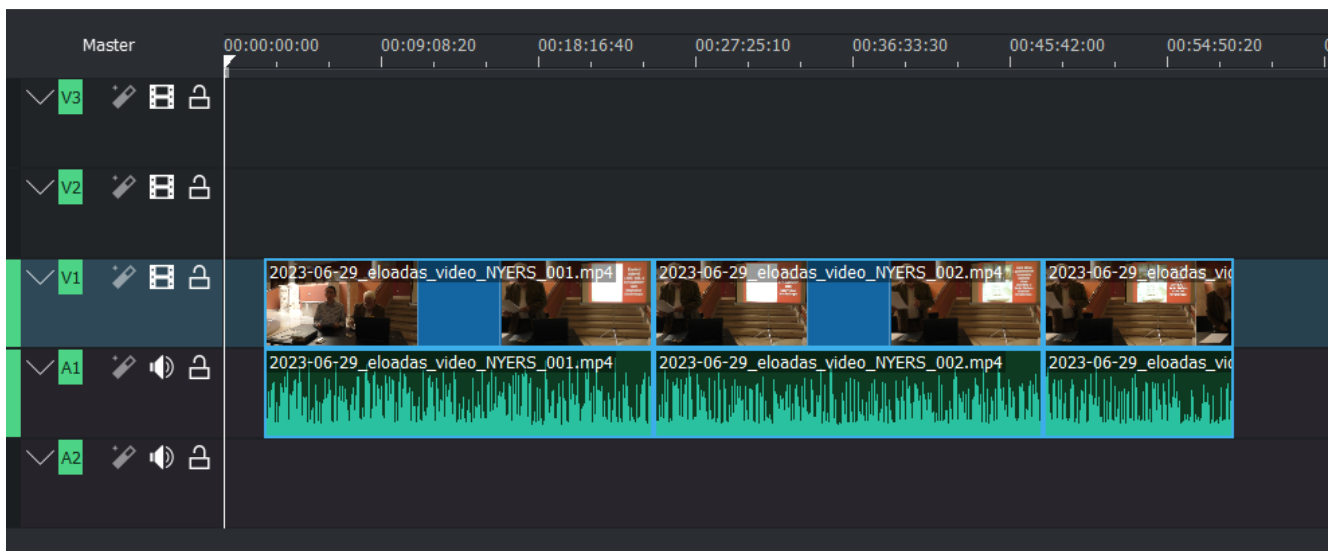 Master 00:00:00:00 00:09:08:20 00:18:16:40 00:27:25:10 00:36:33:30 00:45:42:00 00:54:50:20
V3
V2
V1 2023-06-29_eloadas_video_NYERS_001.mp4 2023-06-29_eloadas_video_NYERS_002.mp4 2023-06-29_eloadas_vid
A1 2023-06-29_eloadas_video_NYERS_001.mp4 2023-06-29_eloadas_video_NYERS_002.mp4 2023-06-29_eloadas_vid
A2